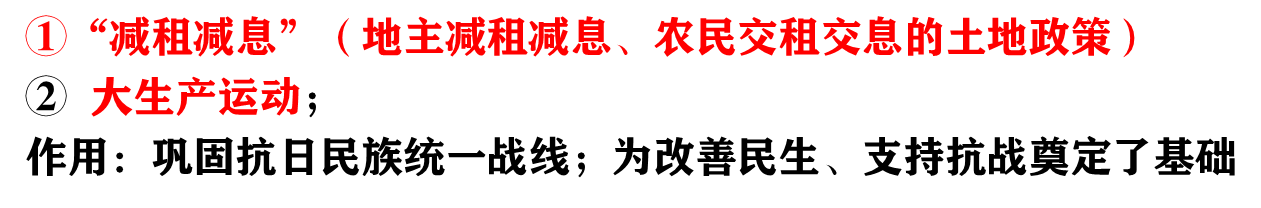 ①“减租减息”（地主减租减息、农民交租交息的土地政策）
② 大生产运动；
作用：巩固抗日民族统一战线；为改善民生、支持抗战奠定了基础